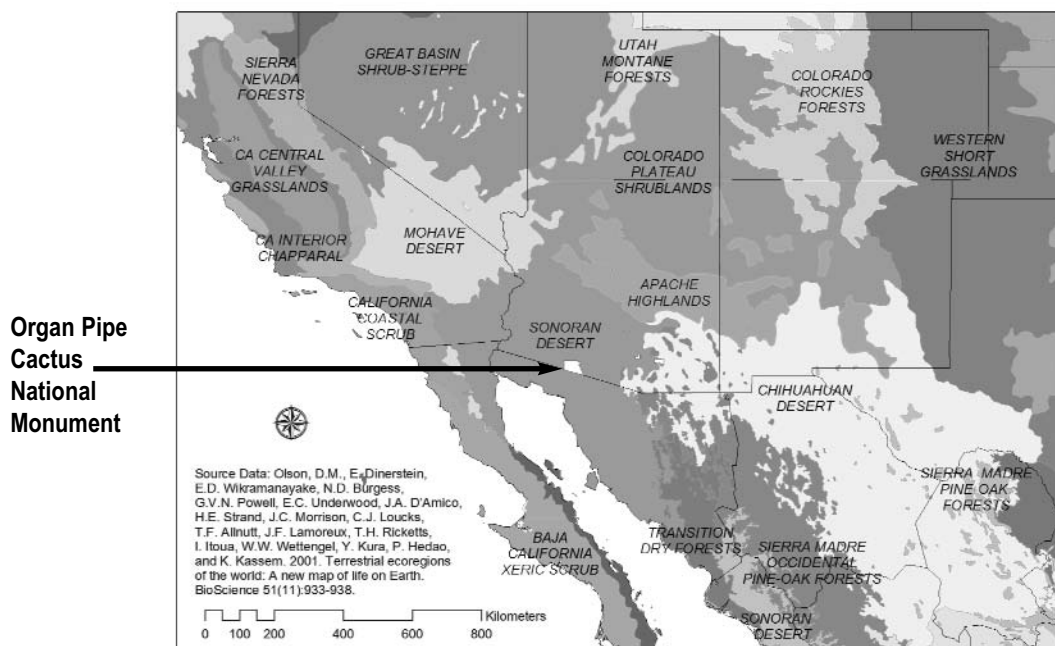 SIERRA
NEVADA
FORESTS
GREAT BASIN
SHRUB-STEPPE
UTAH
MONTANE
FORESTS
COLORADO
ROCKIES
FORESTS
WESTERN
SHORT
GRASSLANDS
CA CENTRAL
VALLEY
GRASSLANDS
COLORADO
PLATEAU
SHRUBLANDS
CA INTERIOR
CHAPPARAL
MOHAVE
DESERT
APACHE
HIGHLANDS
CALIFORNIA
COASTAL
SCRUB
SONORAN
DESERT
Organ Pipe
Cactus
National
Monument
CHIHUAHUAN
DESERT
SIERRA MADRE
PINE OAK
FORESTS
Source Data: Olson, D.M., E. Dinerstein,
E.D. Wikramanayake, N.D. Burgess,
G.V.N. Powell, E.C. Underwood, J.A. D'Amico,
H.E. Strand, J.C. Morrison, C.J. Loucks,
T.F. Allnutt, J.F. Lamoreux, T.H. Ricketts,
I. Itoua, W.W. Wettengel, Y. Kura, P. Hedao,
and K. Kassem. 2001. Terrestrial ecoregions
of the world: A new map of life on Earth.
BioScience 51(11):933-938.
BAJA
CALIFORNIA
XERIC SCRUB
TRANSITION
DRY FORESTS
SIERRA MADRE
OCCIDENTAL
PINE-OAK FORESTS
SONORAN
DESERT
Kilometers
0 100 200 400 600 800